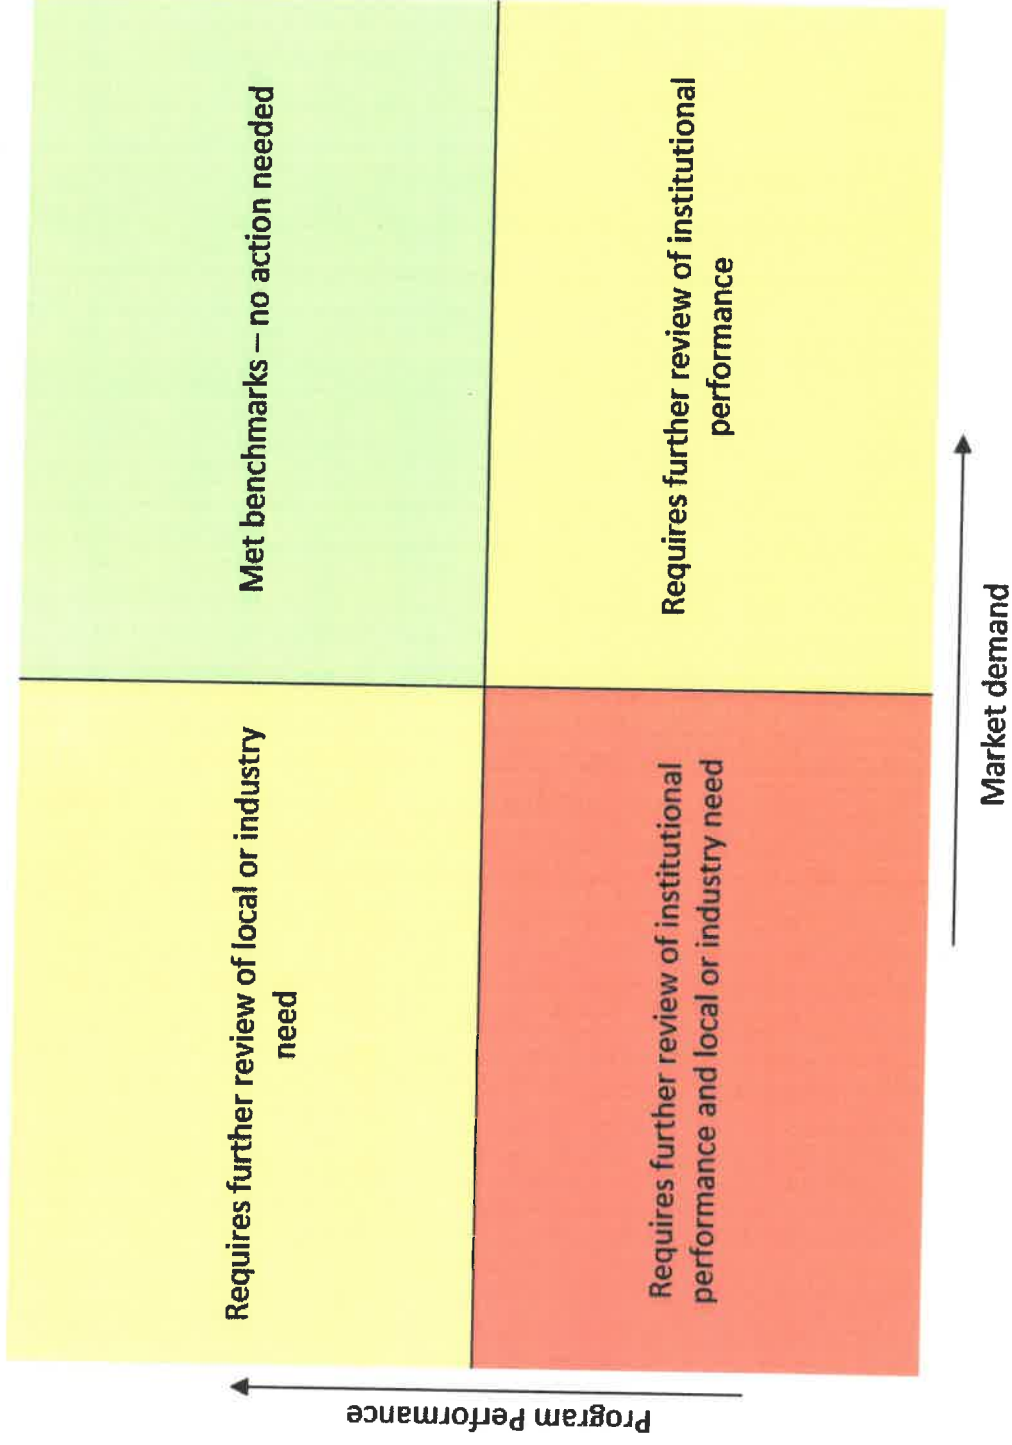 Requires further review of local or industry
need
Met benchmarks – no action needed
Requires further review of institutional
performance and local or industry need
Requires further review of institutional
performance
Program Performance
Market demand